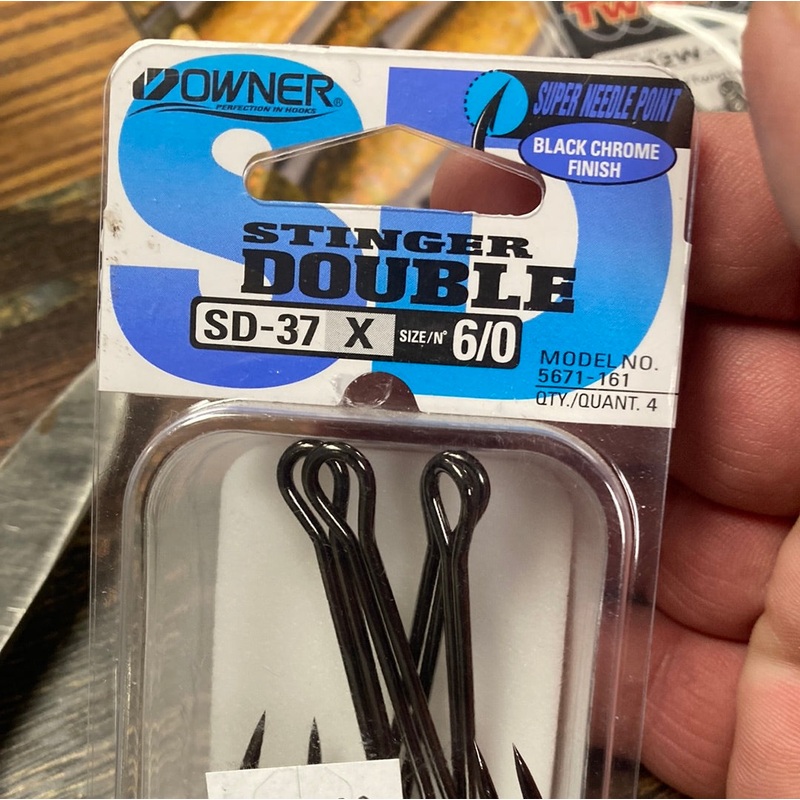 OWNER®
PERFECTION IN HOOKS
SUPER NEEDLE POINT
BLACK CHROME
FINISH
SD
STINGER
DOUBLE
SD-37 X SIZE/N° 6/0
MODEL NO.
5671-161
QTY./QUANT. 4